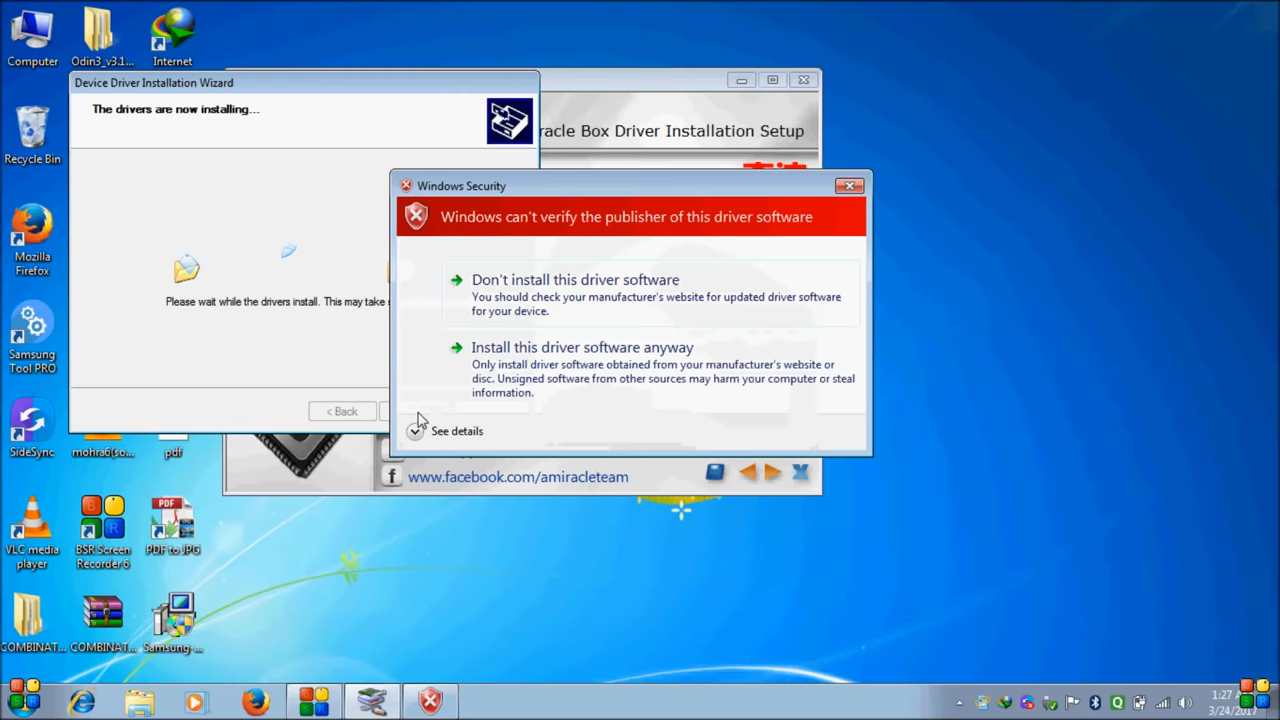 Computer
Odin3_v3.1...
Internet
Recycle Bin
Mozilla
Firefox
Samsung
Tool PRO
SideSync
mohra6(so...
pdf
VLC media
player
BSR Screen
Recorder 6
PDF
PDF to JPG
COMBINAT...
COMBINAT...
Samsung-...
Device Driver Installation Wizard
The drivers are now installing...
Please wait while the drivers install. This may take s
< Back
racle Box Driver Installation Setup
Windows Security
Windows can't verify the publisher of this driver software
Don't install this driver software
You should check your manufacturer's website for updated driver software
for your device.
Install this driver software anyway
Only install driver software obtained from your manufacturer's website or
disc. Unsigned software from other sources may harm your computer or steal
information.
See details
f www.facebook.com/amiracleteam
1:27 A
3/24/201